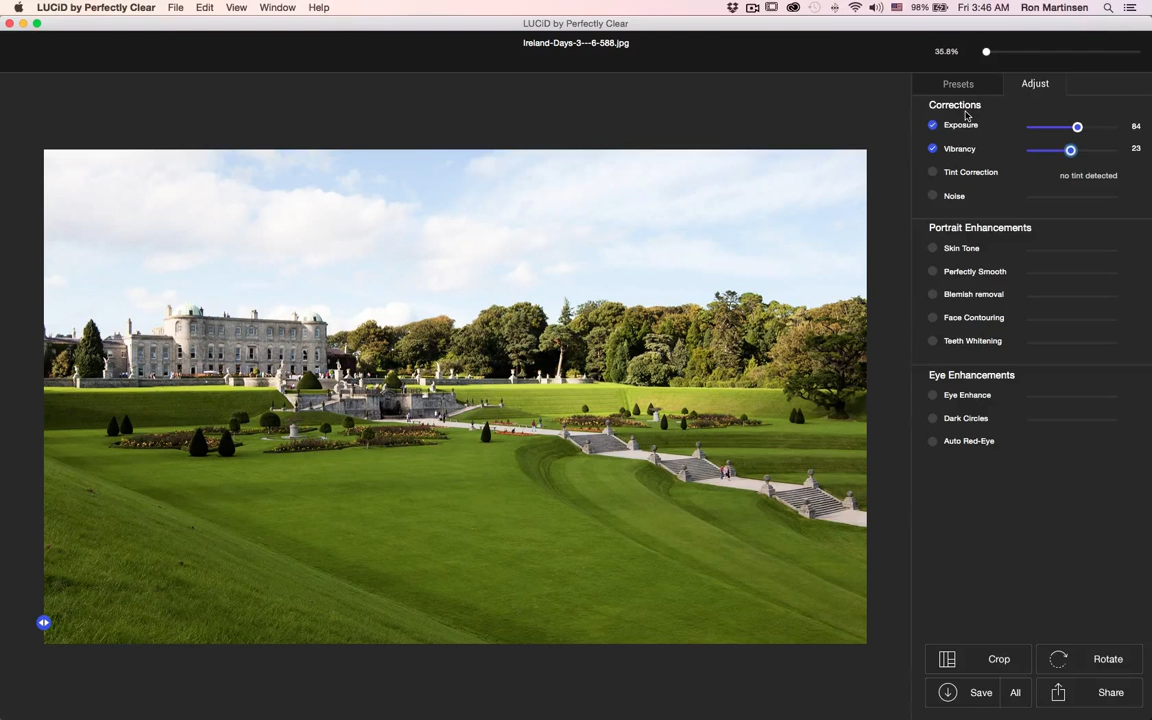 LUCiD by Perfectly Clear File Edit View Window Help 98% Fri 3:46 AM Ron Martinsen
LUCiD by Perfectly Clear
Ireland-Days-3---6-588.jpg
35.8%
Presets Adjust
Corrections
Exposure 84
Vibrancy 23
Tint Correction no tint detected
Noise
Portrait Enhancements
Skin Tone
Perfectly Smooth
Blemish removal
Face Contouring
Teeth Whitening
Eye Enhancements
Eye Enhance
Dark Circles
Auto Red-Eye
Crop Rotate
Save All Share